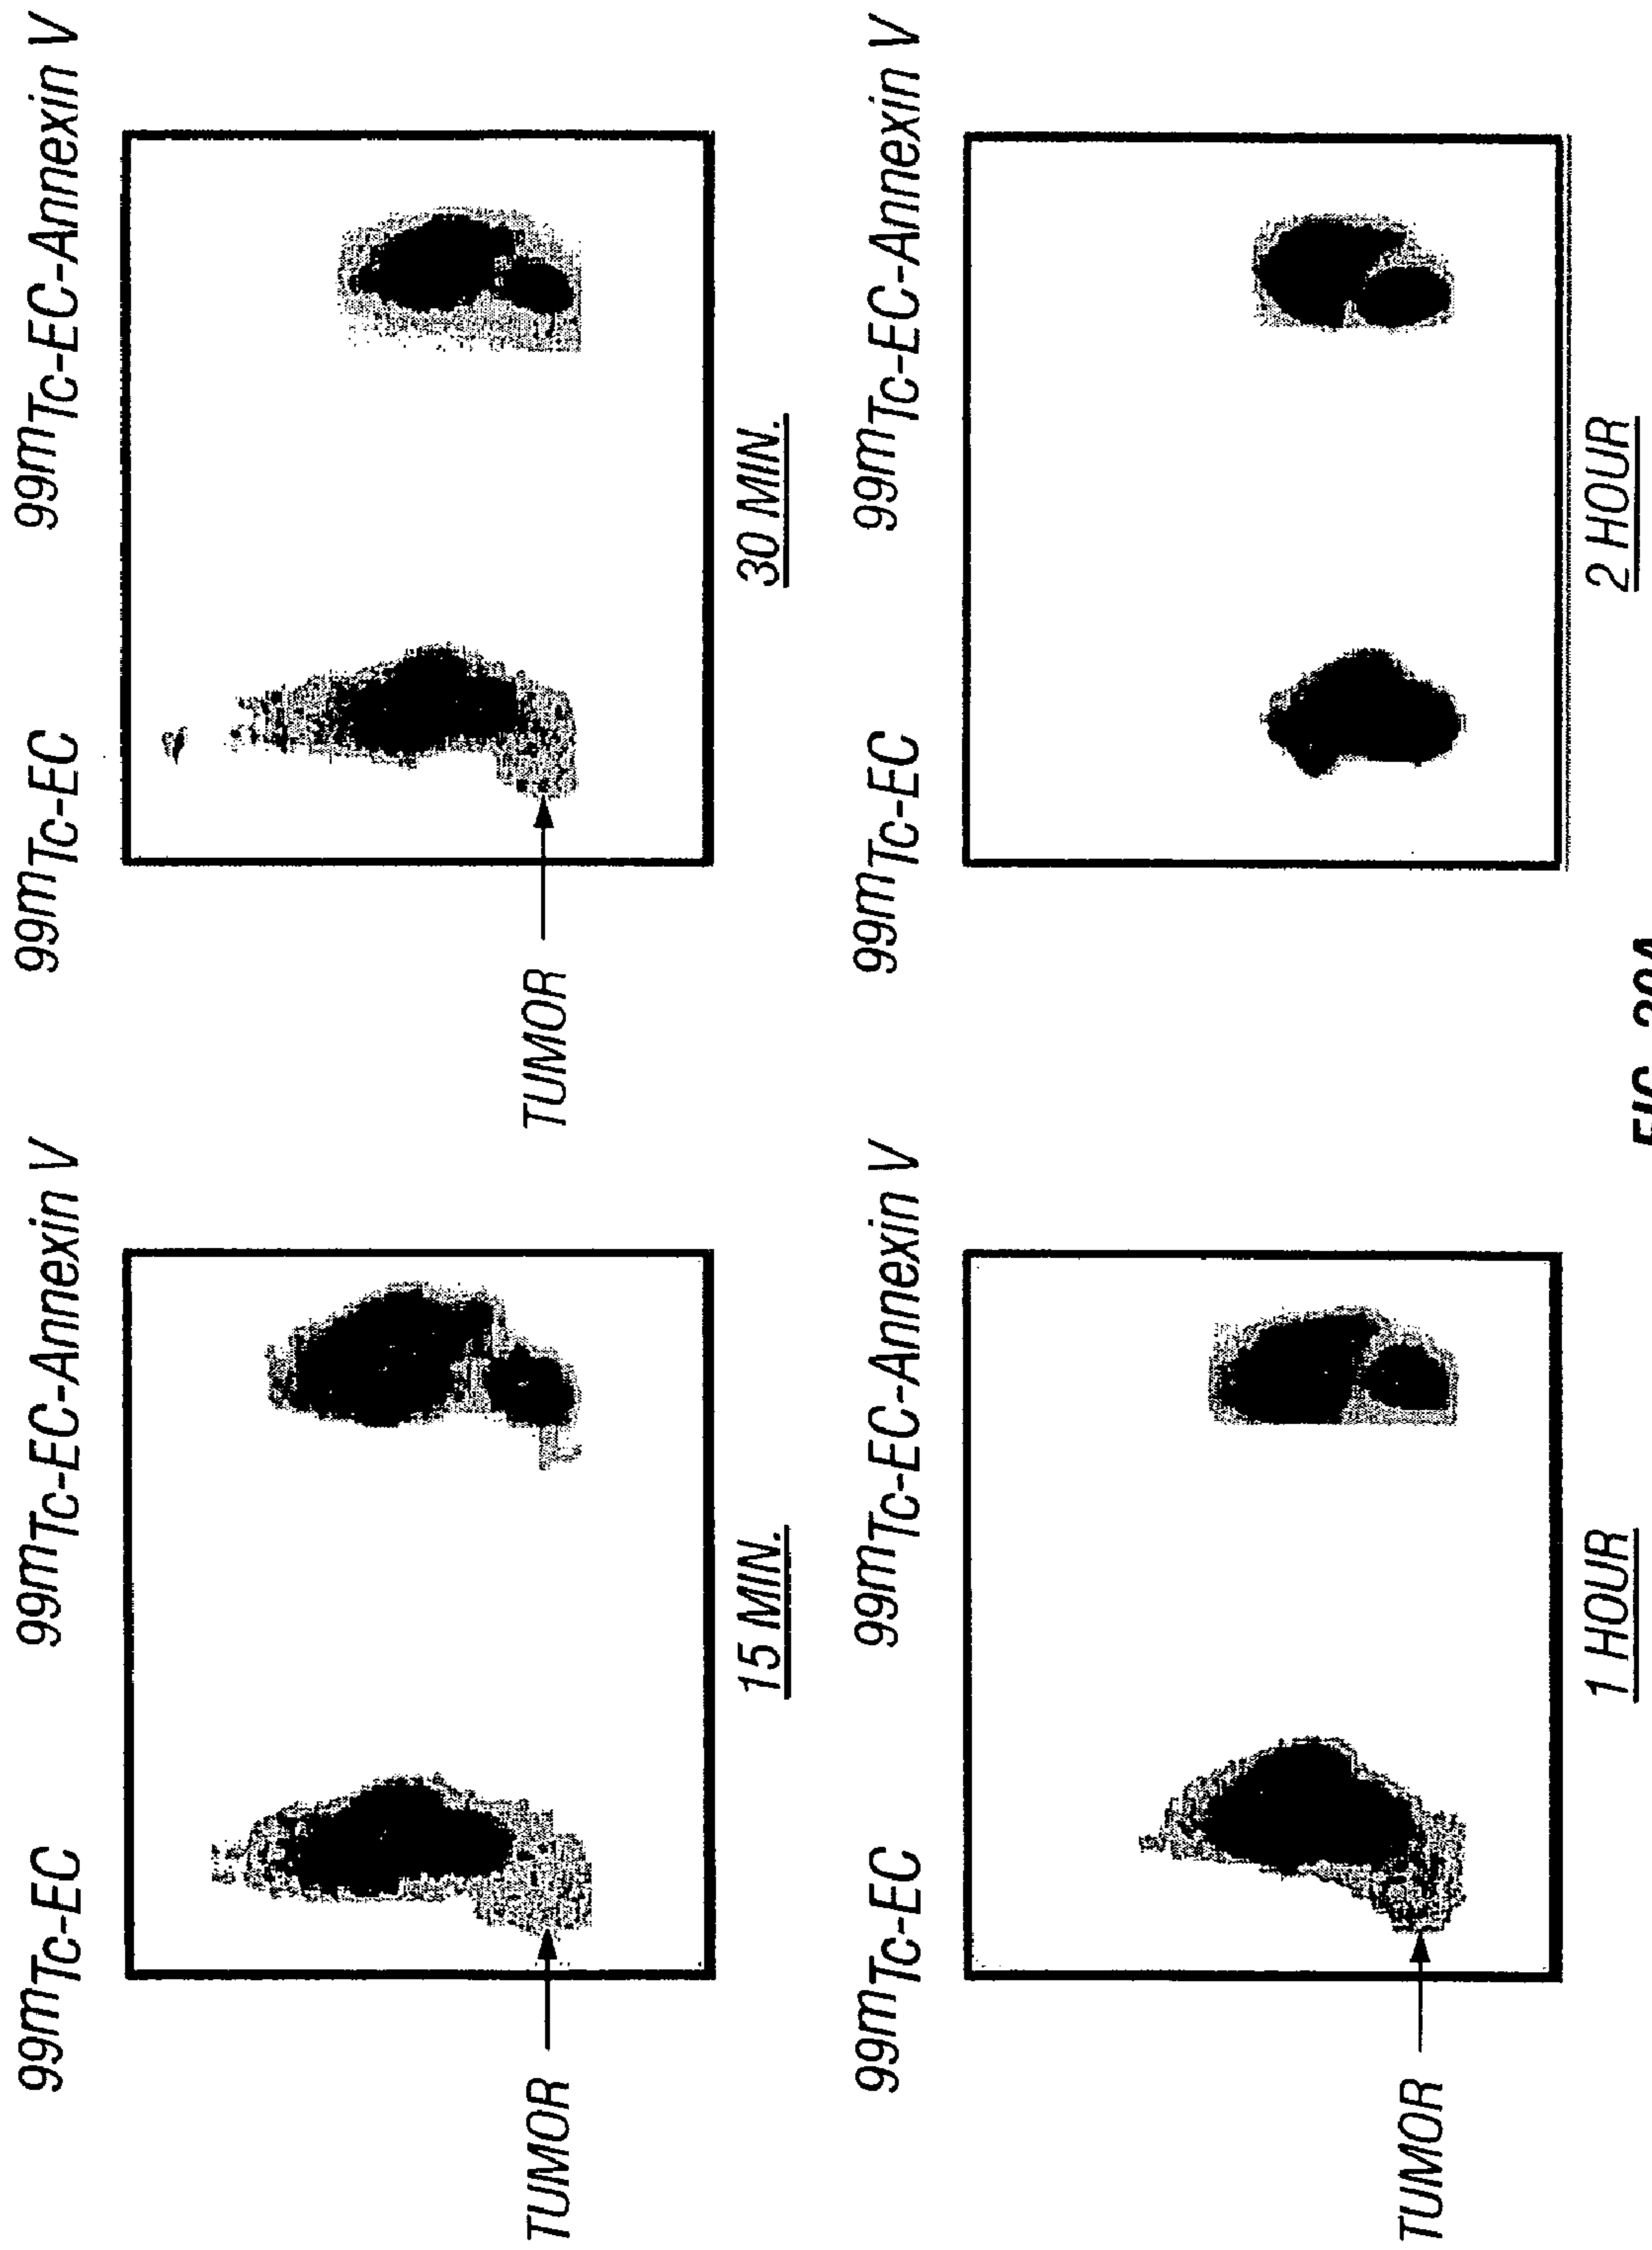 99mTc-EC 99mTc-EC-Annexin V 99mTc-EC 99mTc-EC-Annexin V
TUMOR TUMOR
15 MIN. 30 MIN.
99mTc-EC 99mTc-EC-Annexin V 99mTc-EC 99mTc-EC-Annexin V
TUMOR
1 HOUR 2 HOUR
FIG.